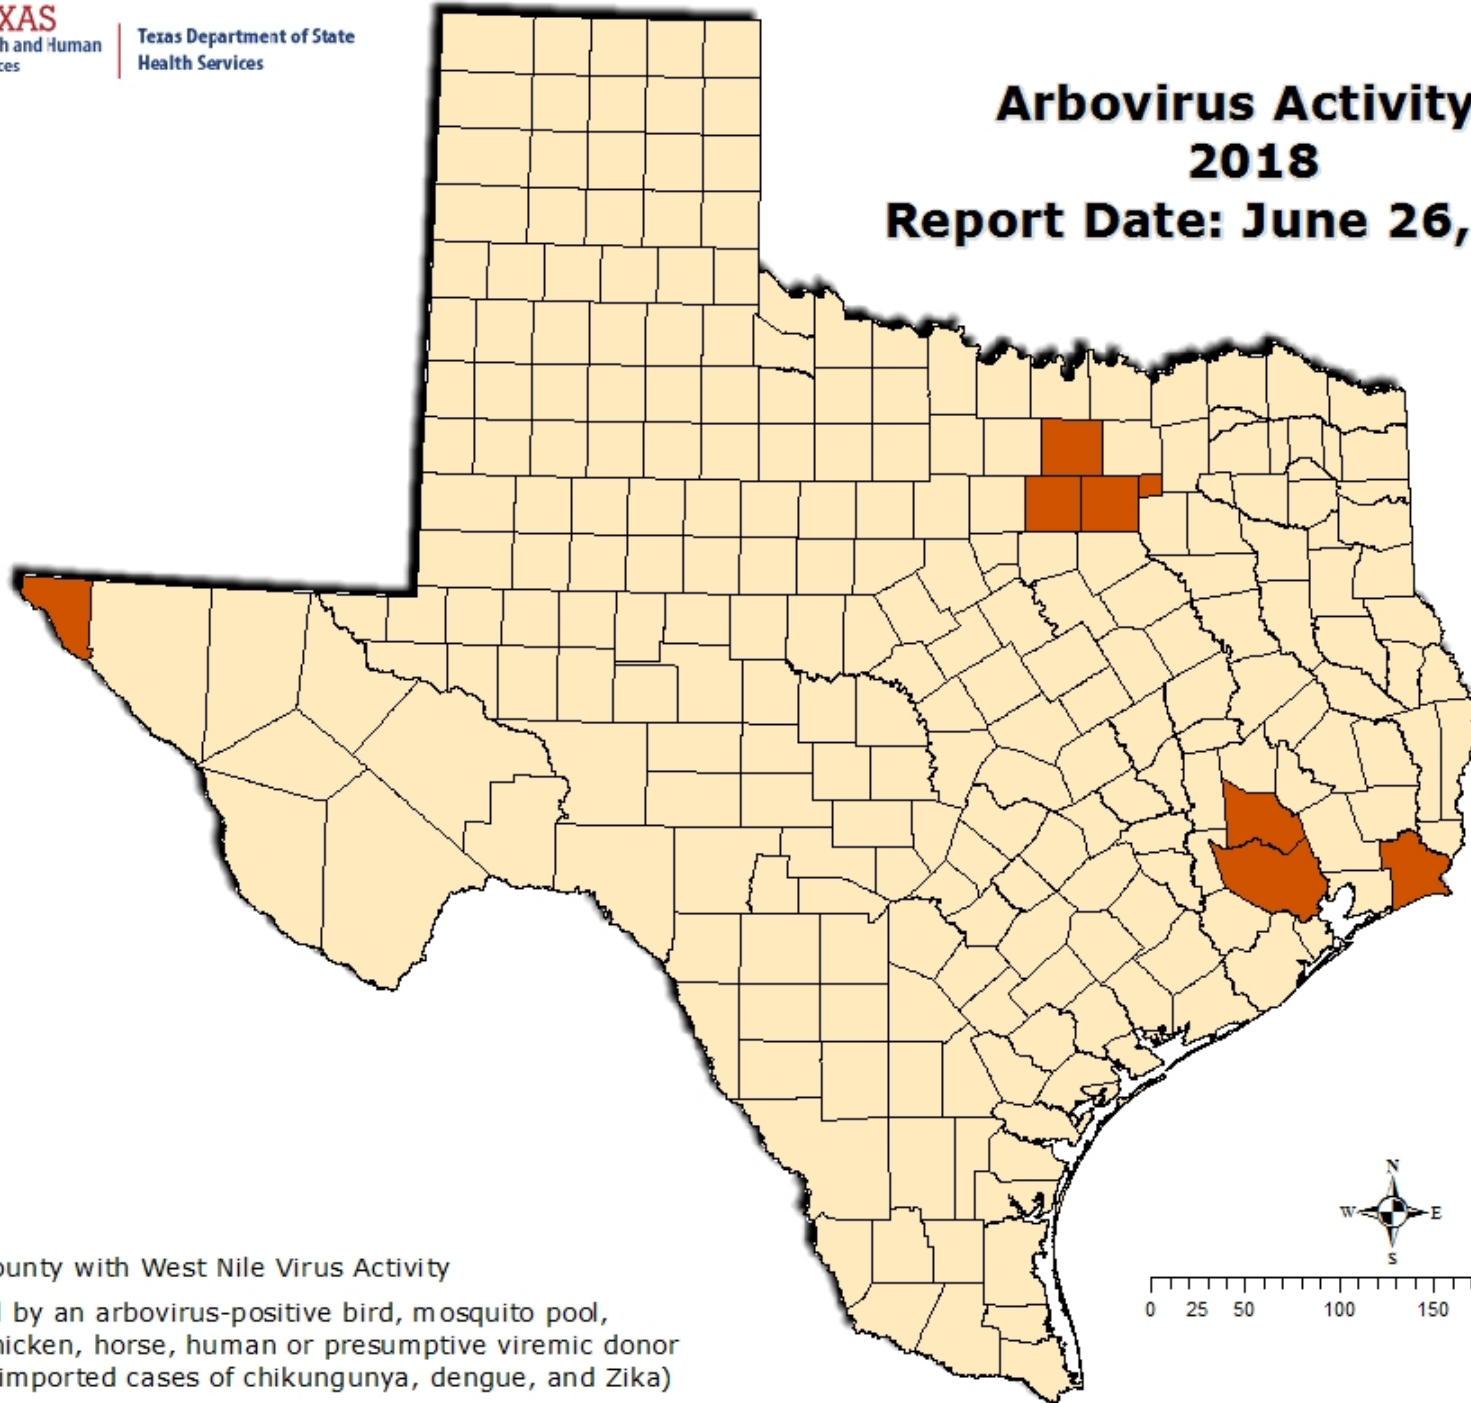 XAS
h and Human
ces
Texas Department of State
Health Services
Arbovirus Activity
2018
Report Date: June 26,
N
W E
S
0 25 50 100 150
ounty with West Nile Virus Activity
by an arbovirus-positive bird, mosquito pool,
hicken, horse, human or presumptive viremic donor
imported cases of chikungunya, dengue, and Zika)